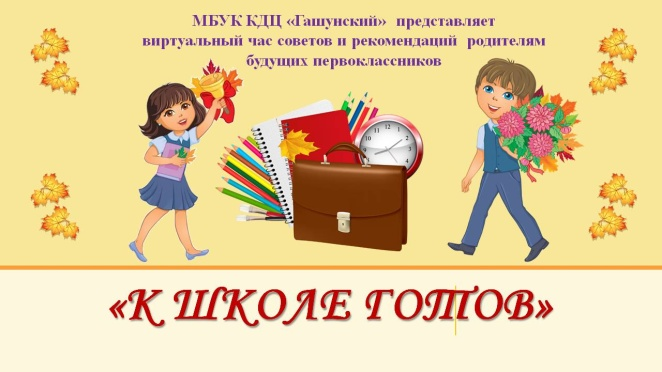 МБУК КДЦ «Гашунский» представляет
виртуальный час советов и рекомендаций родителям
будущих первоклассников
«К ШКОЛЕ ГОТОВ»